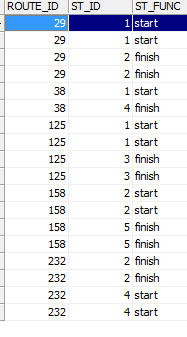 ROUTE_ID ST_ID ST_FUNC
29 1 start
29 1 start
29 2 finish
29 2 finish
38 1 start
38 4 finish
125 1 start
125 1 start
125 3 finish
125 3 finish
158 2 start
158 2 start
158 5 finish
158 5 finish
232 2 finish
232 2 finish
232 4 start
232 4 start